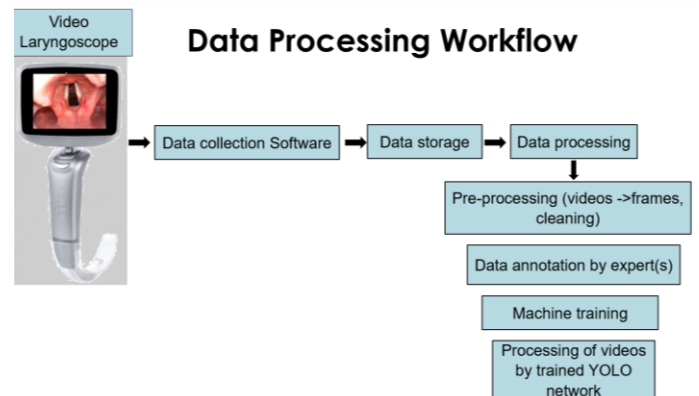 Video
Laryngoscope
Data Processing Workflow
Data collection Software
Data storage
Data processing
Pre-processing (videos ->frames,
cleaning)
Data annotation by expert(s)
Machine training
Processing of videos
by trained YOLO
network